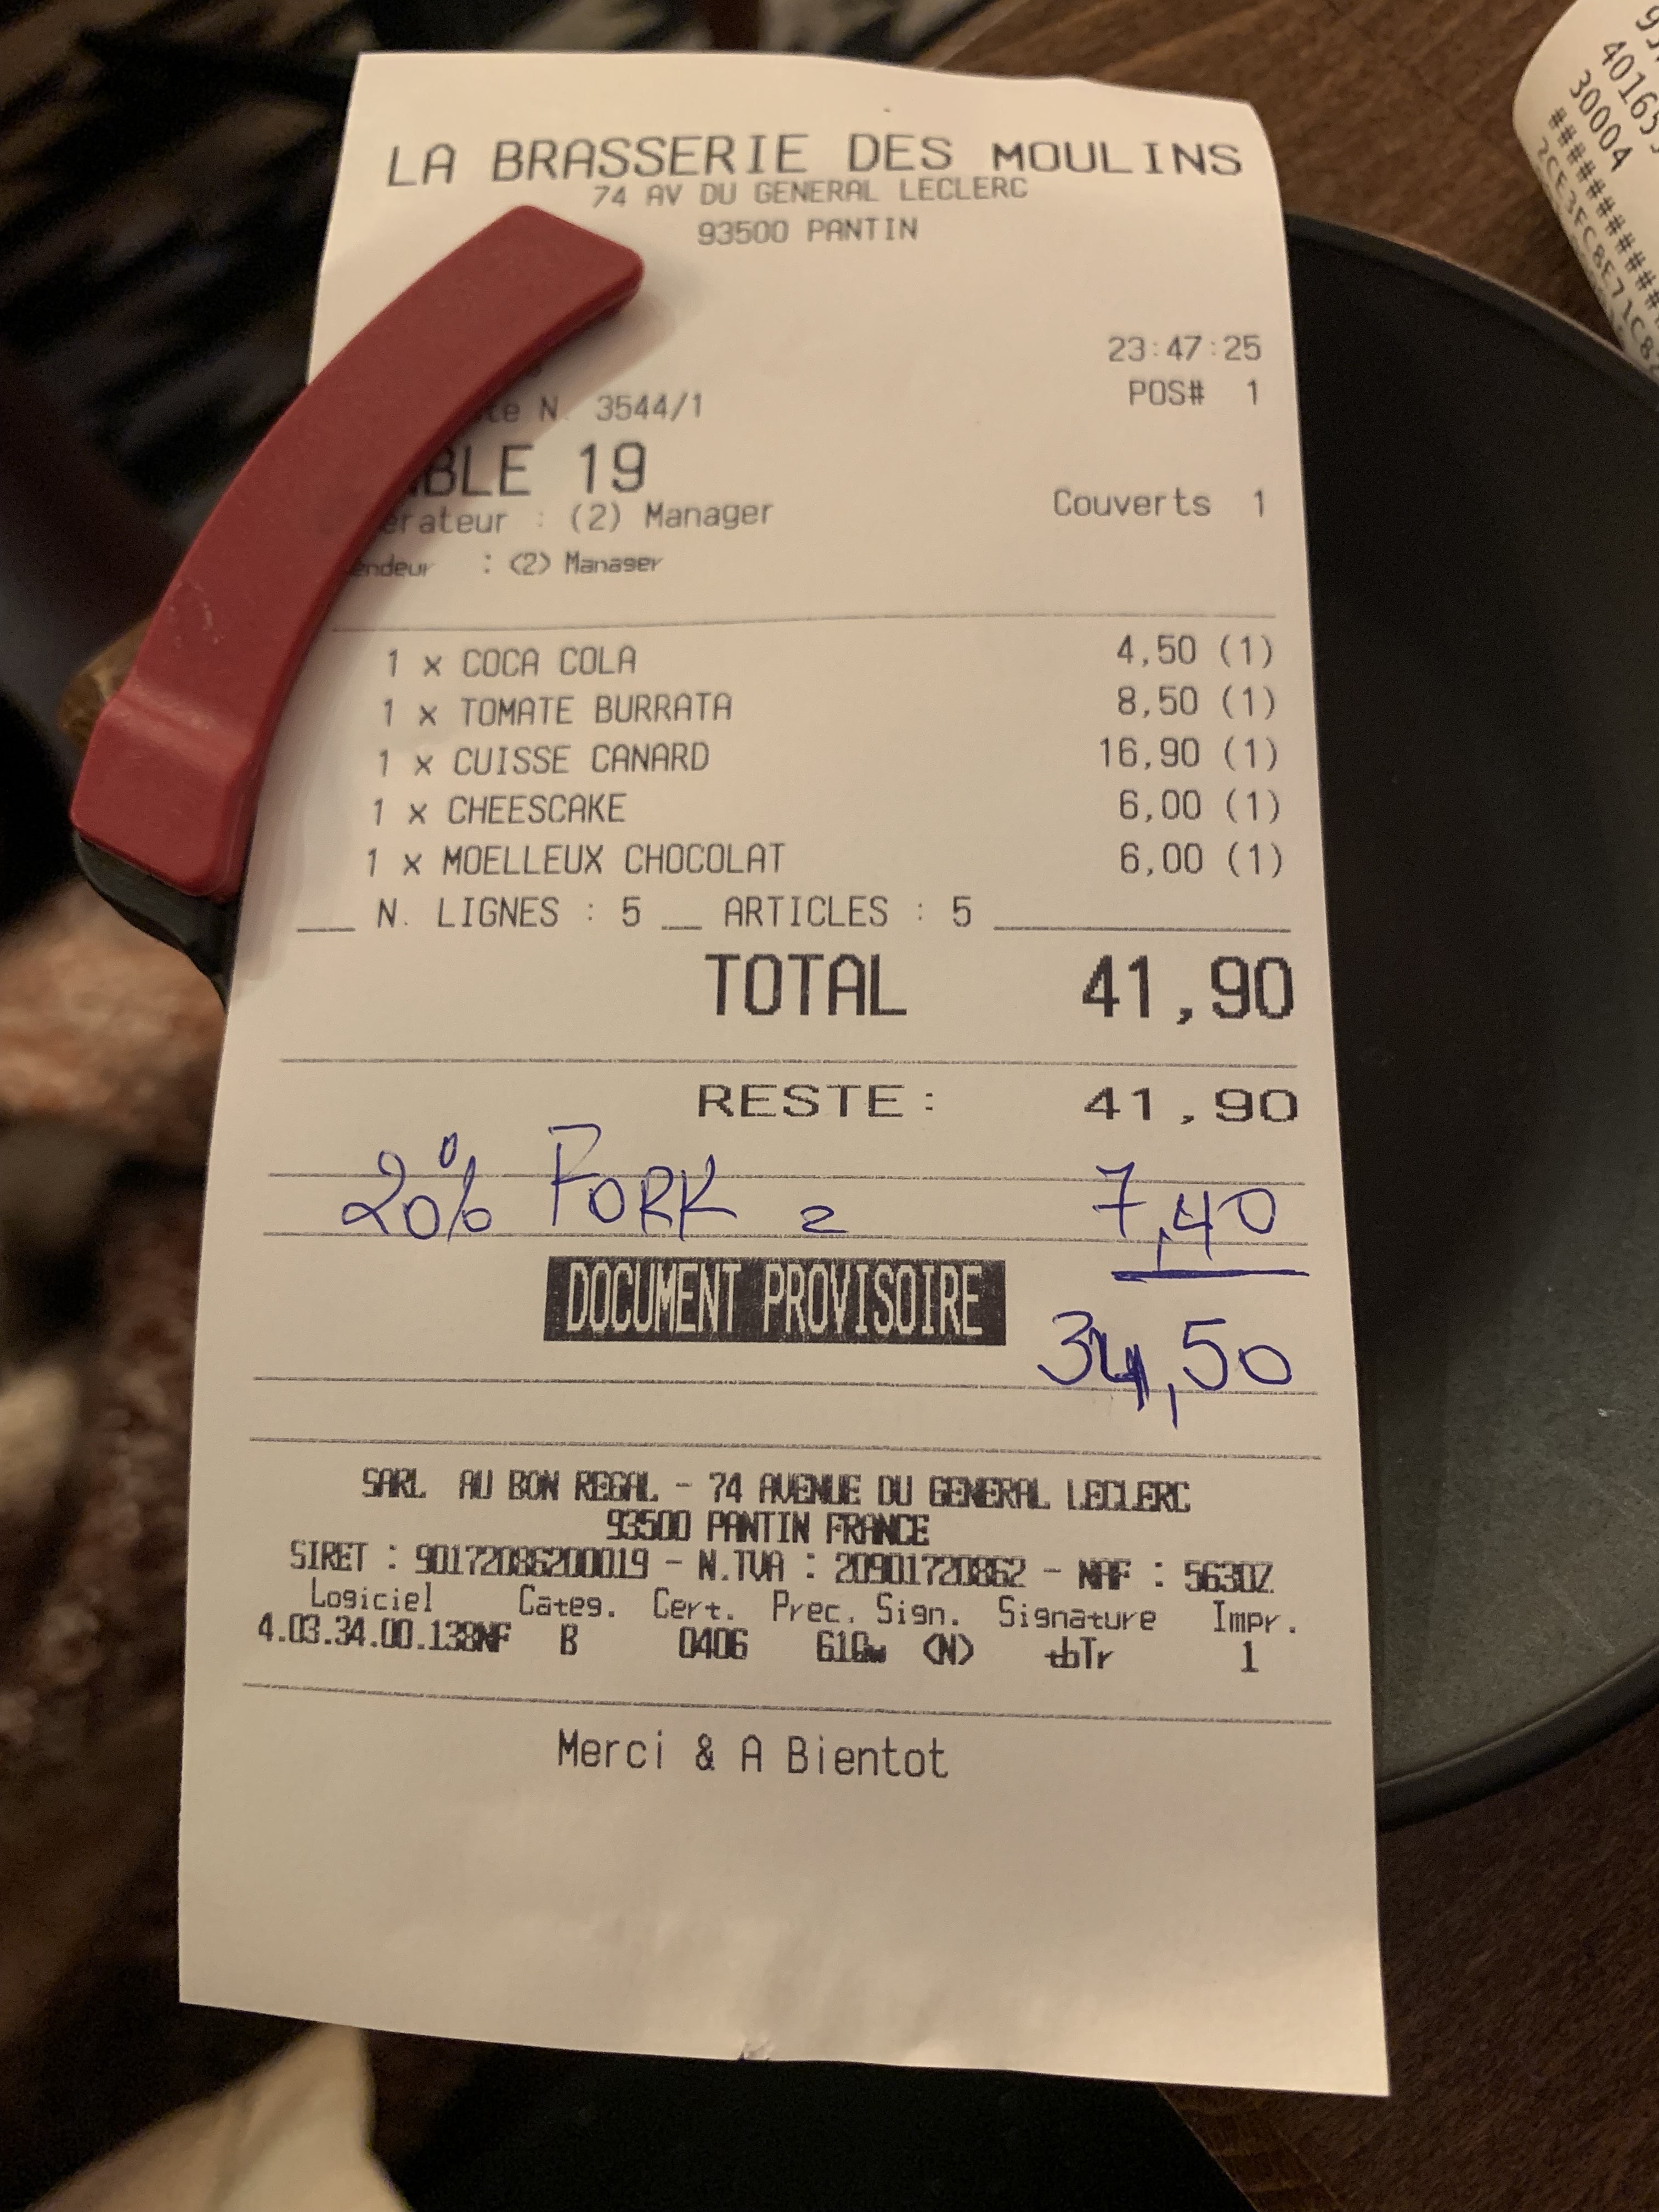 LA BRASSERIE DES MOULINS
74 AV DU GENERAL LECLERC
93500 PANTIN
23:47:25
N. 3544/1 POS# 1
19
: (2) Manager Couverts 1
: (2) Manager
1 x COCA COLA 4,50 (1)
1 x TOMATE BURRATA 8,50 (1)
1 x CUISSE CANARD 16,90 (1)
1 x CHEESCAKE 6,00 (1)
1 x MOELLEUX CHOCOLAT 6,00 (1)
N. LIGNES : 5 __ ARTICLES : 5
TOTAL 41,90
RESTE: 41,90
20% FORK = 7,40
DOCUMENT PROVISOIRE
34,50
SARL AU BON REGAL - 74 AVENUE DU GENERAL LECLERC
93500 PANTIN FRANCE
SIRET : 90172086200019 - N.TVA : 20901720862 - NAF : 5630Z
Logiciel Categ. Cert. Prec. Sign. Signature Impr.
4.03.34.00.138NF B 0406 (N) tbTr 1
Merci & A Bientot
40165
30004